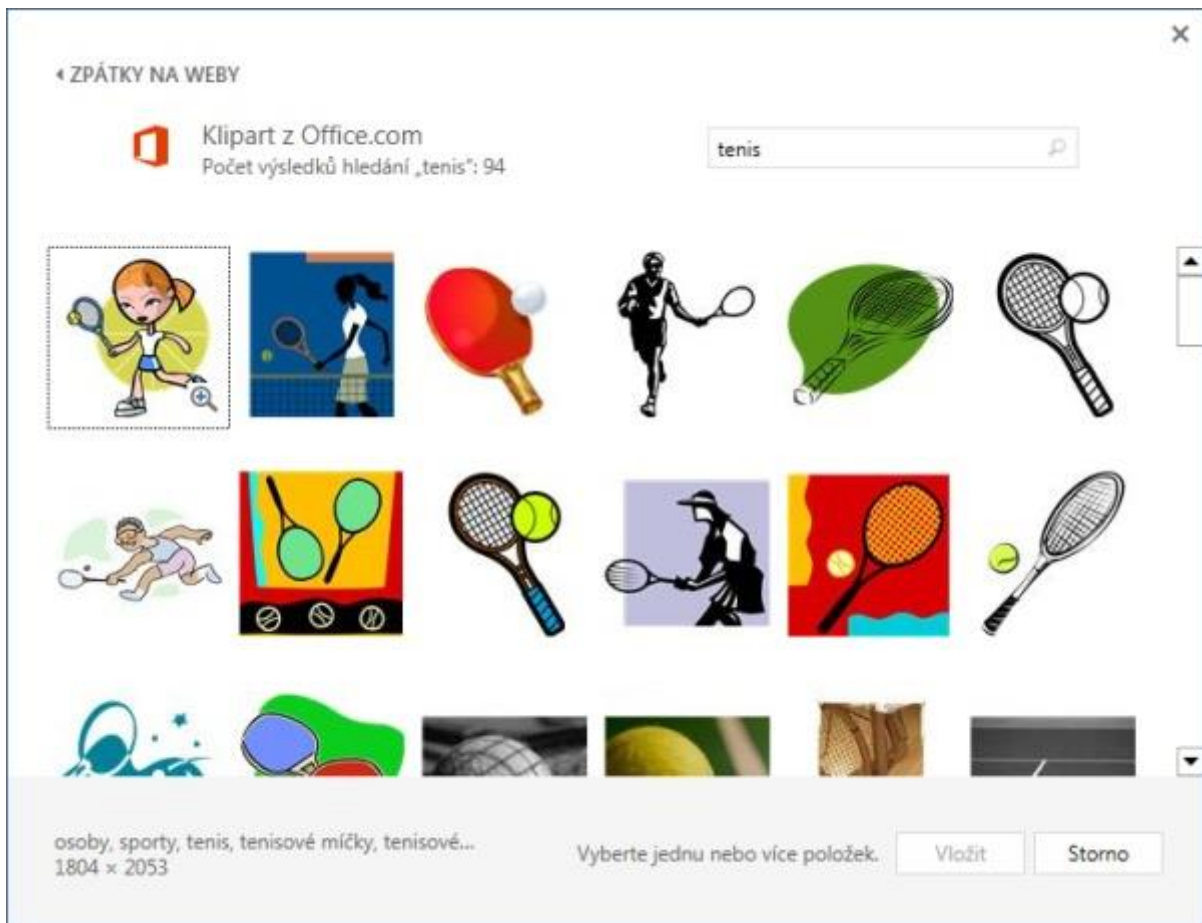 ZPÁTKY NA WEBY
Klipart z Office.com
Počet výsledků hledání „tenis": 94
tenis
osoby, sporty, tenis, tenisové míčky, tenisové...
1804 × 2053
Vyberte jednu nebo více položek.
Vložit
Storno